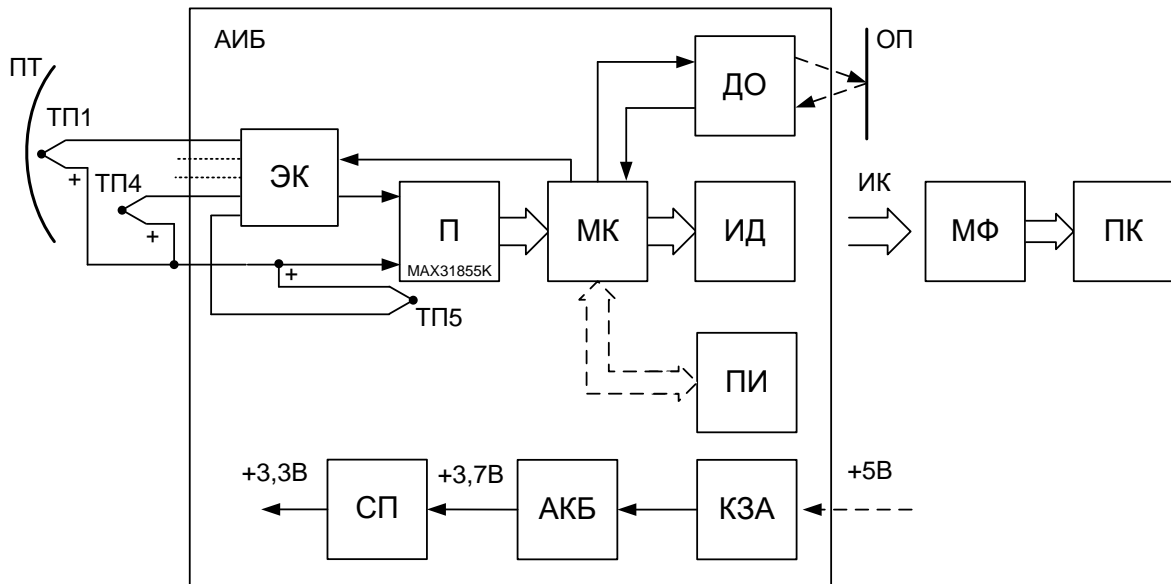 АИБ
ОП
ПТ
ДО
ТП1
+
ЭК
ТП4
+
П
MAX31855K
МК
ИД
ИК
МФ
ПК
+
ТП5
ПИ
+3,3В
СП
+3,7В
АКБ
КЗА
+5В